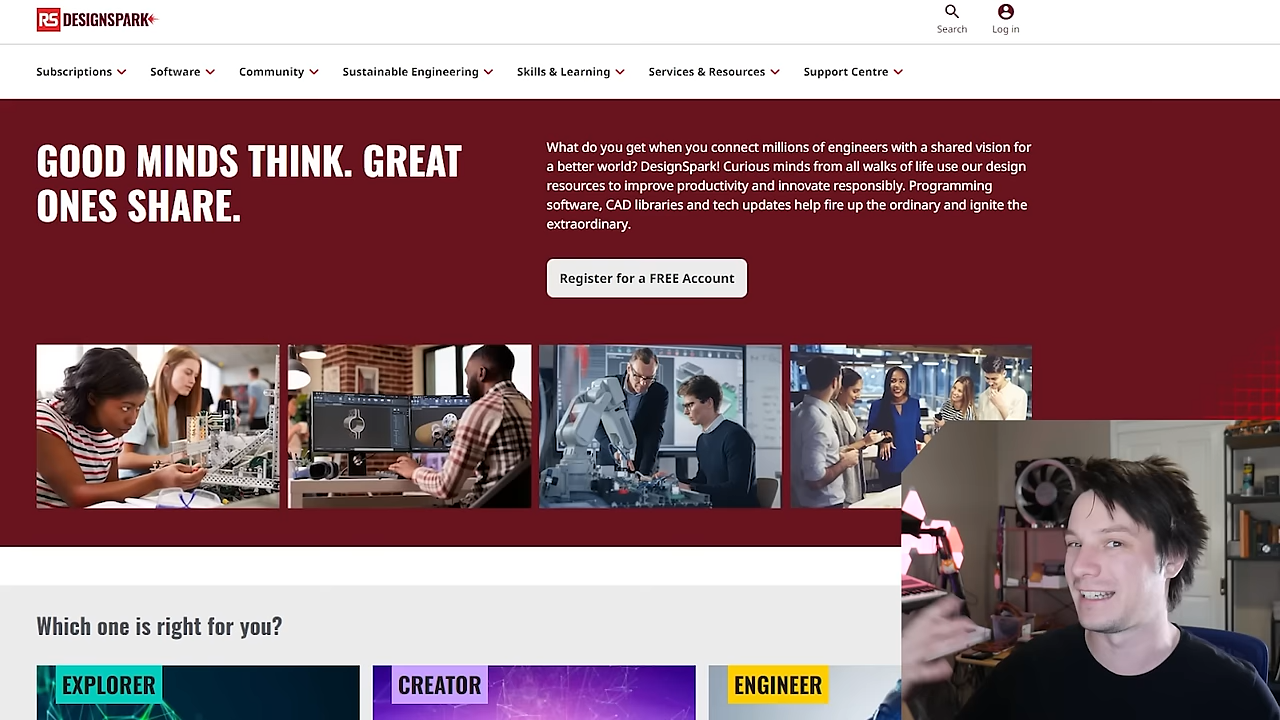 RS DESIGNSPARK
Search
Log in
Subscriptions
Software
Community
Sustainable Engineering
Skills & Learning
Services & Resources
Support Centre
GOOD MINDS THINK. GREAT
ONES SHARE.
What do you get when you connect millions of engineers with a shared vision for
a better world? DesignSpark! Curious minds from all walks of life use our design
resources to improve productivity and innovate responsibly. Programming
software, CAD libraries and tech updates help fire up the ordinary and ignite the
extraordinary.
Register for a FREE Account
Which one is right for you?
EXPLORER
CREATOR
ENGINEER